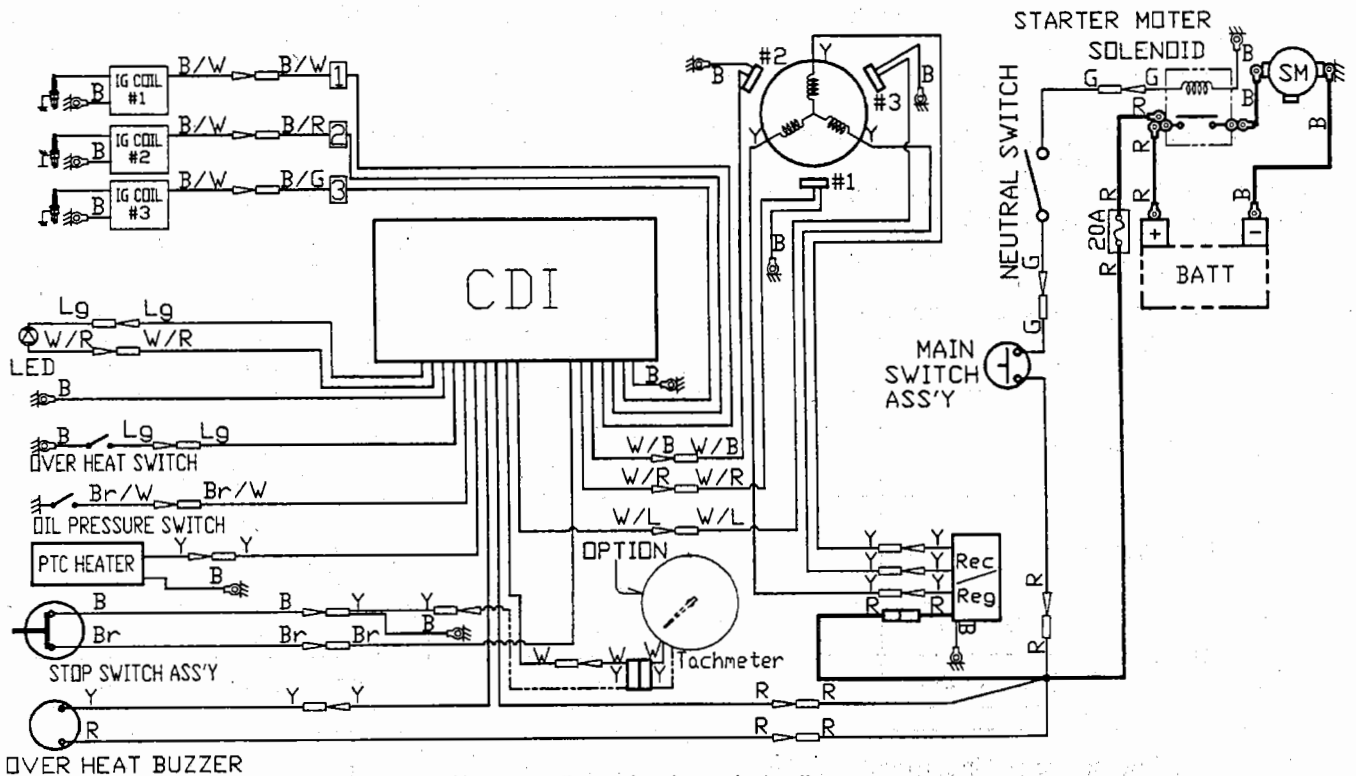 STARTER MOTER
SOLENOID
B
B
SM
B
G
G
R
R
R
R
B
NEUTRAL SWITCH
20A
R
+
-
BATT
G
G
MAIN
SWITCH
ASS'Y
R
R
IG COIL
#1
B
B/W
B/W
1
IG COIL
#2
B
B/W
B/R
2
IG COIL
#3
B
B/W
B/G
3
#2
B
Y
#3
B
Y
Y
#1
B
CDI
B
Lg
Lg
W/R
W/R
LED
B
B
Lg
Lg
OVER HEAT SWITCH
Br/W
Br/W
OIL PRESSURE SWITCH
PTC HEATER
Y
Y
B
W/B
W/B
W/R
W/R
W/L
W/L
OPTION
Y
Y
Y
Y
Y
Y
R
R
Rec
/
Reg
B
B
B
Y
Y
B
Br
Br
Br
STOP SWITCH ASS'Y
W
W
W
Y
Y
Tachmeter
Y
Y
Y
R
R
R
R
R
OVER HEAT BUZZER